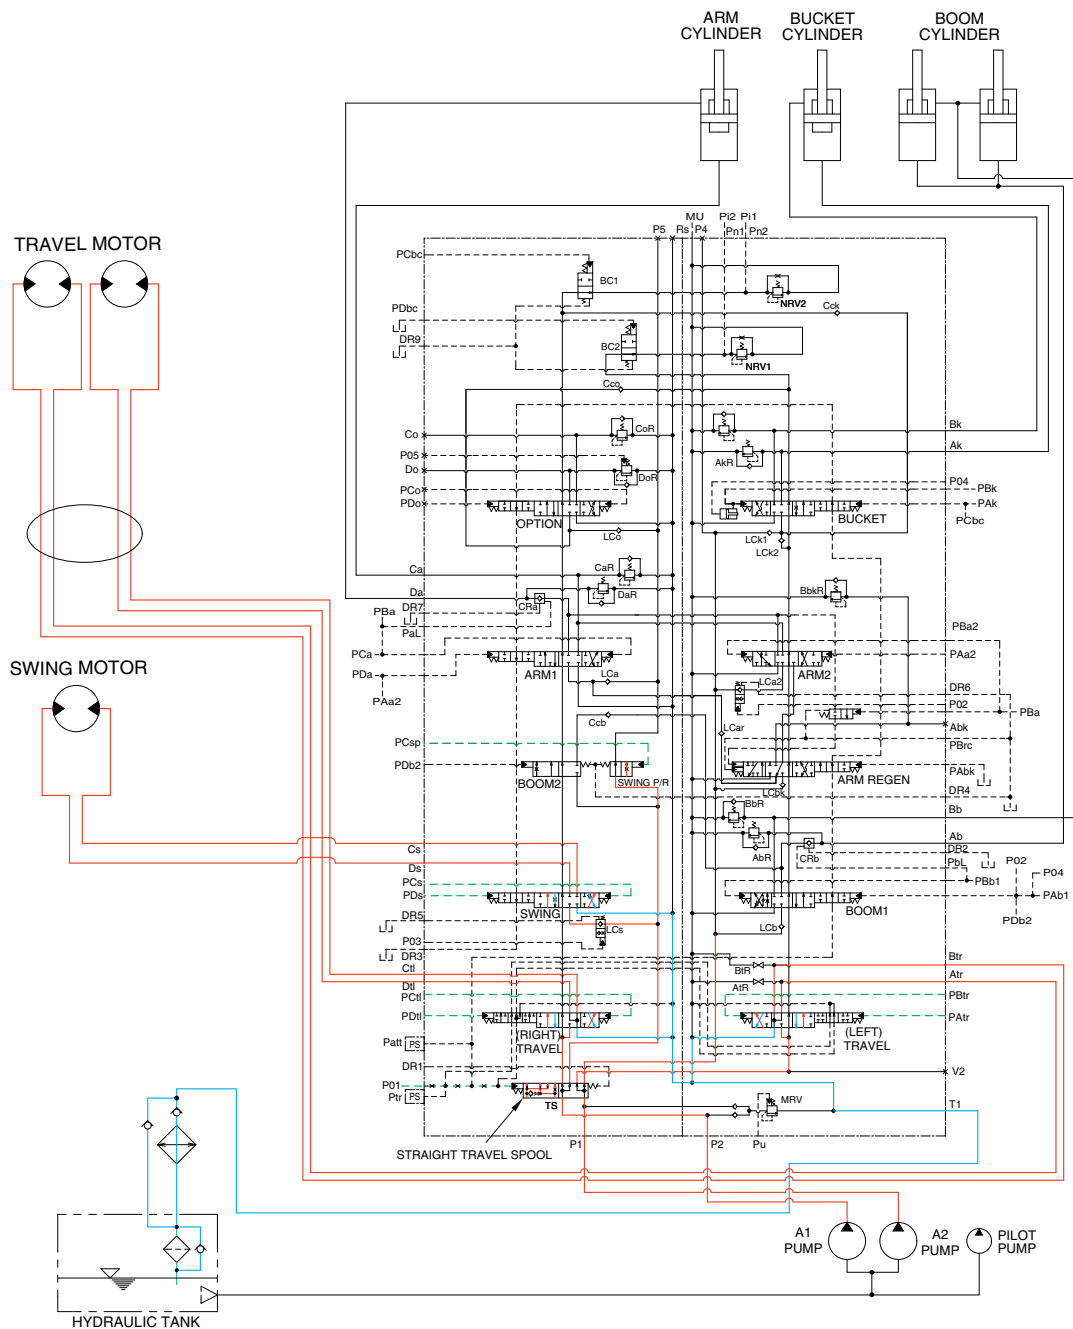 ARM
CYLINDER
BUCKET
CYLINDER
BOOM
CYLINDER
TRAVEL MOTOR
SWING MOTOR
P5
Rs
MU
P4
Pi2
Pn1
Pi1
Pn2
PCbc
BC1
NRV2
Cck
PDbc
DR9
BC2
NRV1
Cco
Co
CoR
P05
Do
DoR
PCo
PDo
OPTION
LCo
AkR
Bk
Ak
P04
PBk
PAk
PCbc
BUCKET
LCk1
LCk2
Ca
CaR
Da
DaR
DR7
CRa
PBa
PaL
PCa
PDa
PAa2
ARM1
LCa
BbkR
PBa2
PAa2
ARM2
LCa2
DR6
P02
PBa
Abk
Ccb
LCar
PCsp
PDb2
BOOM2
SWING P/R
PBrc
PAbk
ARM REGEN
LCbk
DR4
BbR
Bb
AbR
Ab
CRb
DR2
PbL
P02
P04
PBb1
PAb1
PDb2
BOOM1
LCb
Cs
Ds
PCs
PDs
SWING
DR5
P03
LCs
DR3
Ctl
Dtl
PCtl
PDtl
(RIGHT)
TRAVEL
BtR
Btr
AtR
Atr
PBtr
PAtr
(LEFT)
TRAVEL
Patt
PS
DR1
P01
Ptr
PS
TS
V2
MRV
T1
STRAIGHT TRAVEL SPOOL
P1
P2
Pu
A1
PUMP
A2
PUMP
PILOT
PUMP
HYDRAULIC TANK